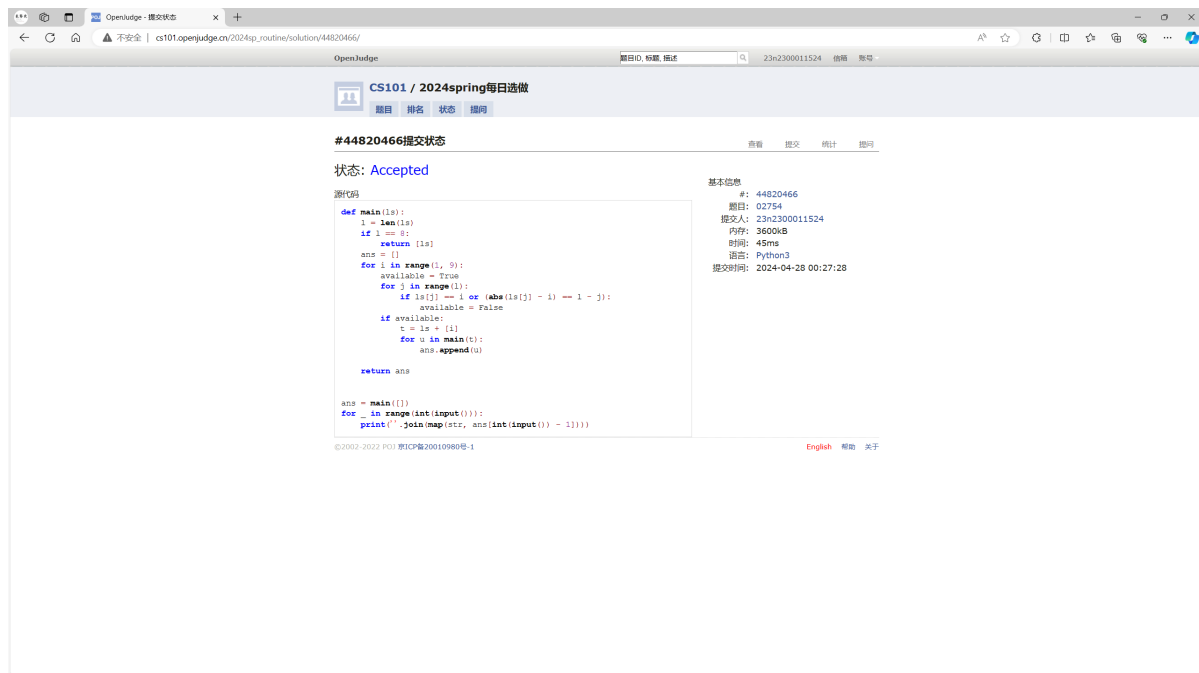 OpenJudge - 提交状态
不安全 | cs101.openjudge.cn/2024sp_routine/solution/44820466/
OpenJudge 题目ID, 标题, 描述 23n2300011524 信箱 账号
CS101 / 2024spring每日选做
题目 排名 状态 提问
#44820466提交状态 查看 提交 统计 提问
状态: Accepted
源代码
def main(ls):
    l = len(ls)
    if l == 8:
        return [ls]
    ans = []
    for i in range(1, 9):
        available = True
        for j in range(l):
            if ls[j] == i or (abs(ls[j] - i) == l - j):
                available = False
        if available:
            t = ls + [i]
            for u in main(t):
                ans.append(u)
    return ans
ans = main([])
for _ in range(int(input())):
    print(''.join(map(str, ans[int(input()) - 1])))
基本信息
#: 44820466
题目: 02754
提交人: 23n2300011524
内存: 3600kB
时间: 45ms
语言: Python3
提交时间: 2024-04-28 00:27:28
©2002-2022 POJ 京ICP备20010980号-1 English 帮助 关于